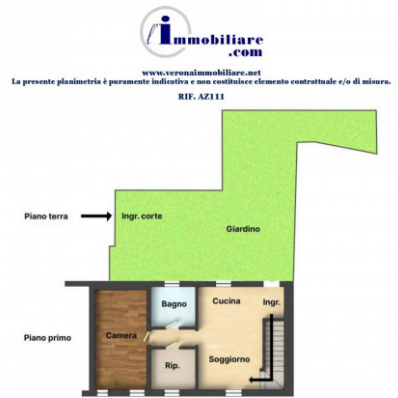 l'Immobiliare
.com
www.veronaimmobiliare.net
La presente planimetria è puramente indicativa e non costituisce elemento contrattuale e/o di misura.
RIF. AZ111
Piano terra
Ingr. corte
Giardino
Bagno
Cucina
Ingr.
Piano primo
Camera
Rip.
Soggiorno